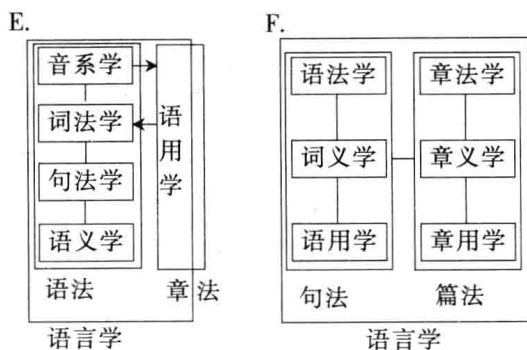 E.
音系学
词法学
句法学
语义学
语用学
语法
章法
语言学
F.
语法学
词义学
语用学
章法学
章义学
章用学
句法
篇法
语言学